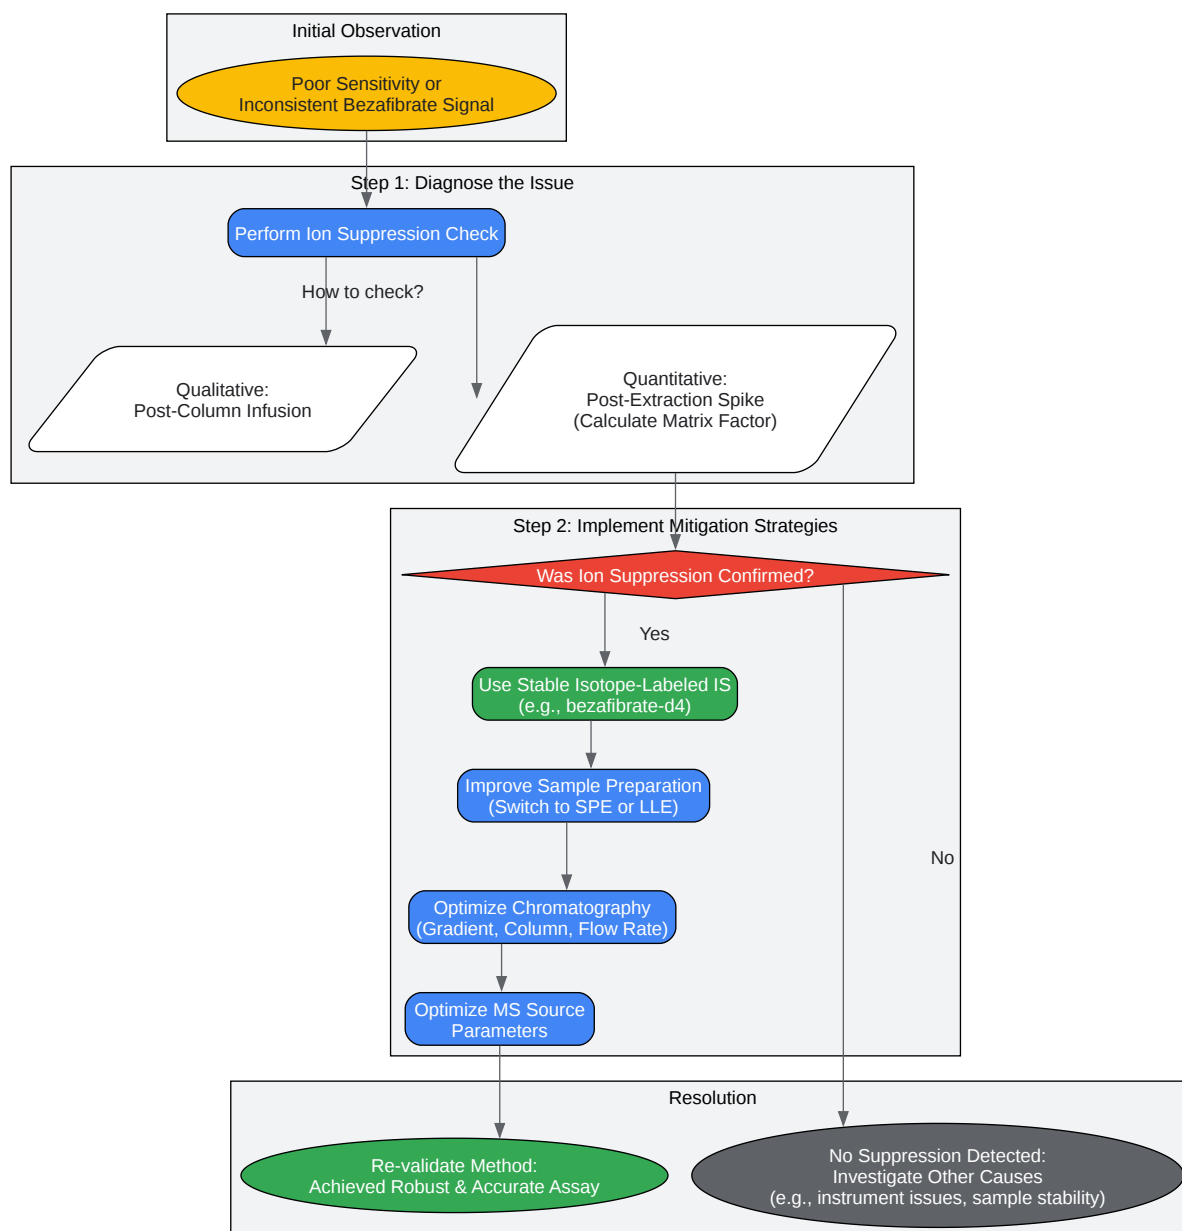 Initial Observation
Poor Sensitivity or
Inconsistent Bezafibrate Signal
Step 1: Diagnose the Issue
Perform Ion Suppression Check
How to check?
Qualitative:
Post-Column Infusion
Quantitative:
Post-Extraction Spike
(Calculate Matrix Factor)
Step 2: Implement Mitigation Strategies
Was Ion Suppression Confirmed?
Yes
Use Stable Isotope-Labeled IS
(e.g., bezafibrate-d4)
Improve Sample Preparation
(Switch to SPE or LLE)
No
Optimize Chromatography
(Gradient, Column, Flow Rate)
Optimize MS Source
Parameters
Resolution
Re-validate Method:
Achieved Robust & Accurate Assay
No Suppression Detected:
Investigate Other Causes
(e.g., instrument issues, sample stability)